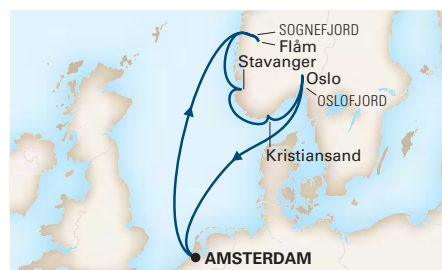 SOGNEFJORD
Flåm
Stavanger
Oslo
OSLOFJORD
Kristiansand
AMSTERDAM